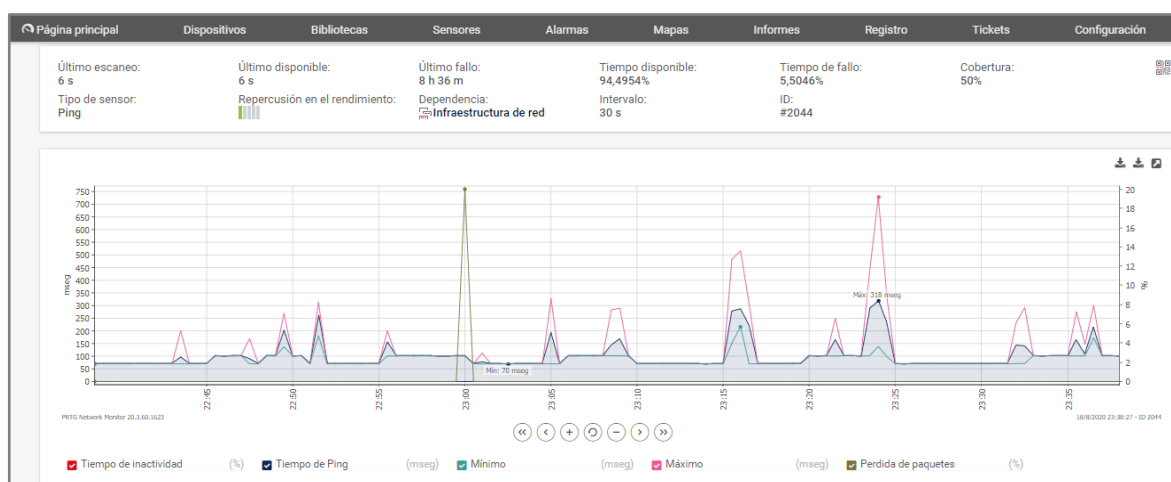 Página principal Dispositivos Bibliotecas Sensores Alarmas Mapas Informes Registro Tickets Configuración
Último escaneo: Último disponible: Último fallo: Tiempo disponible: Tiempo de fallo: Cobertura:
6 s 6 s 8 h 36 m 94,4954% 5,5046% 50%
Tipo de sensor: Repercusión en el rendimiento: Dependencia: Intervalo: ID:
Ping Infraestructura de red 30 s #2044
750 20
700
650 18
600 16
550
500 14
450 12
400
mseg 350 10 %
300 8
Máx: 318 mseg
250
200 6
150 4
100
50 2
Mín: 70 mseg
0 0
22:45 22:50 22:55 23:00 23:05 23:10 23:15 23:20 23:25 23:30 23:35
PRTG Network Monitor 20.3.60.1623 18/8/2020 23:38:27 - ID 2044
Tiempo de inactividad (%) Tiempo de Ping (mseg) Mínimo (mseg) Máximo (mseg) Perdida de paquetes (%)